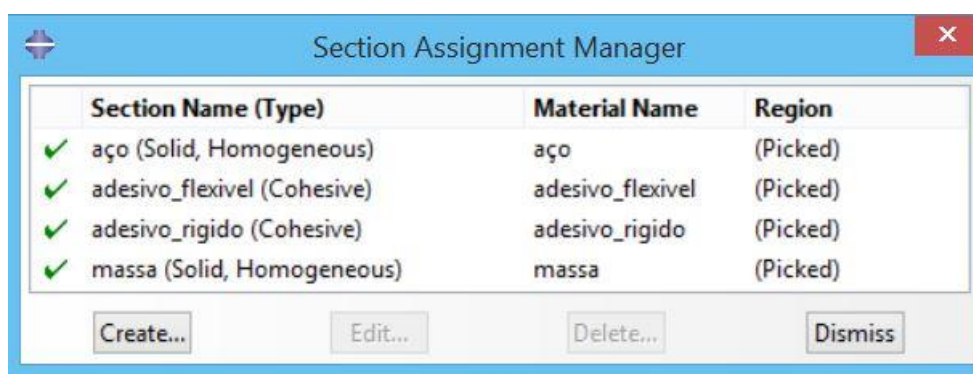 Section Assignment Manager
Section Name (Type) Material Name Region
aço (Solid, Homogeneous) aço (Picked)
adesivo_flexivel (Cohesive) adesivo_flexivel (Picked)
adesivo_rigido (Cohesive) adesivo_rigido (Picked)
massa (Solid, Homogeneous) massa (Picked)
Create... Edit... Delete... Dismiss